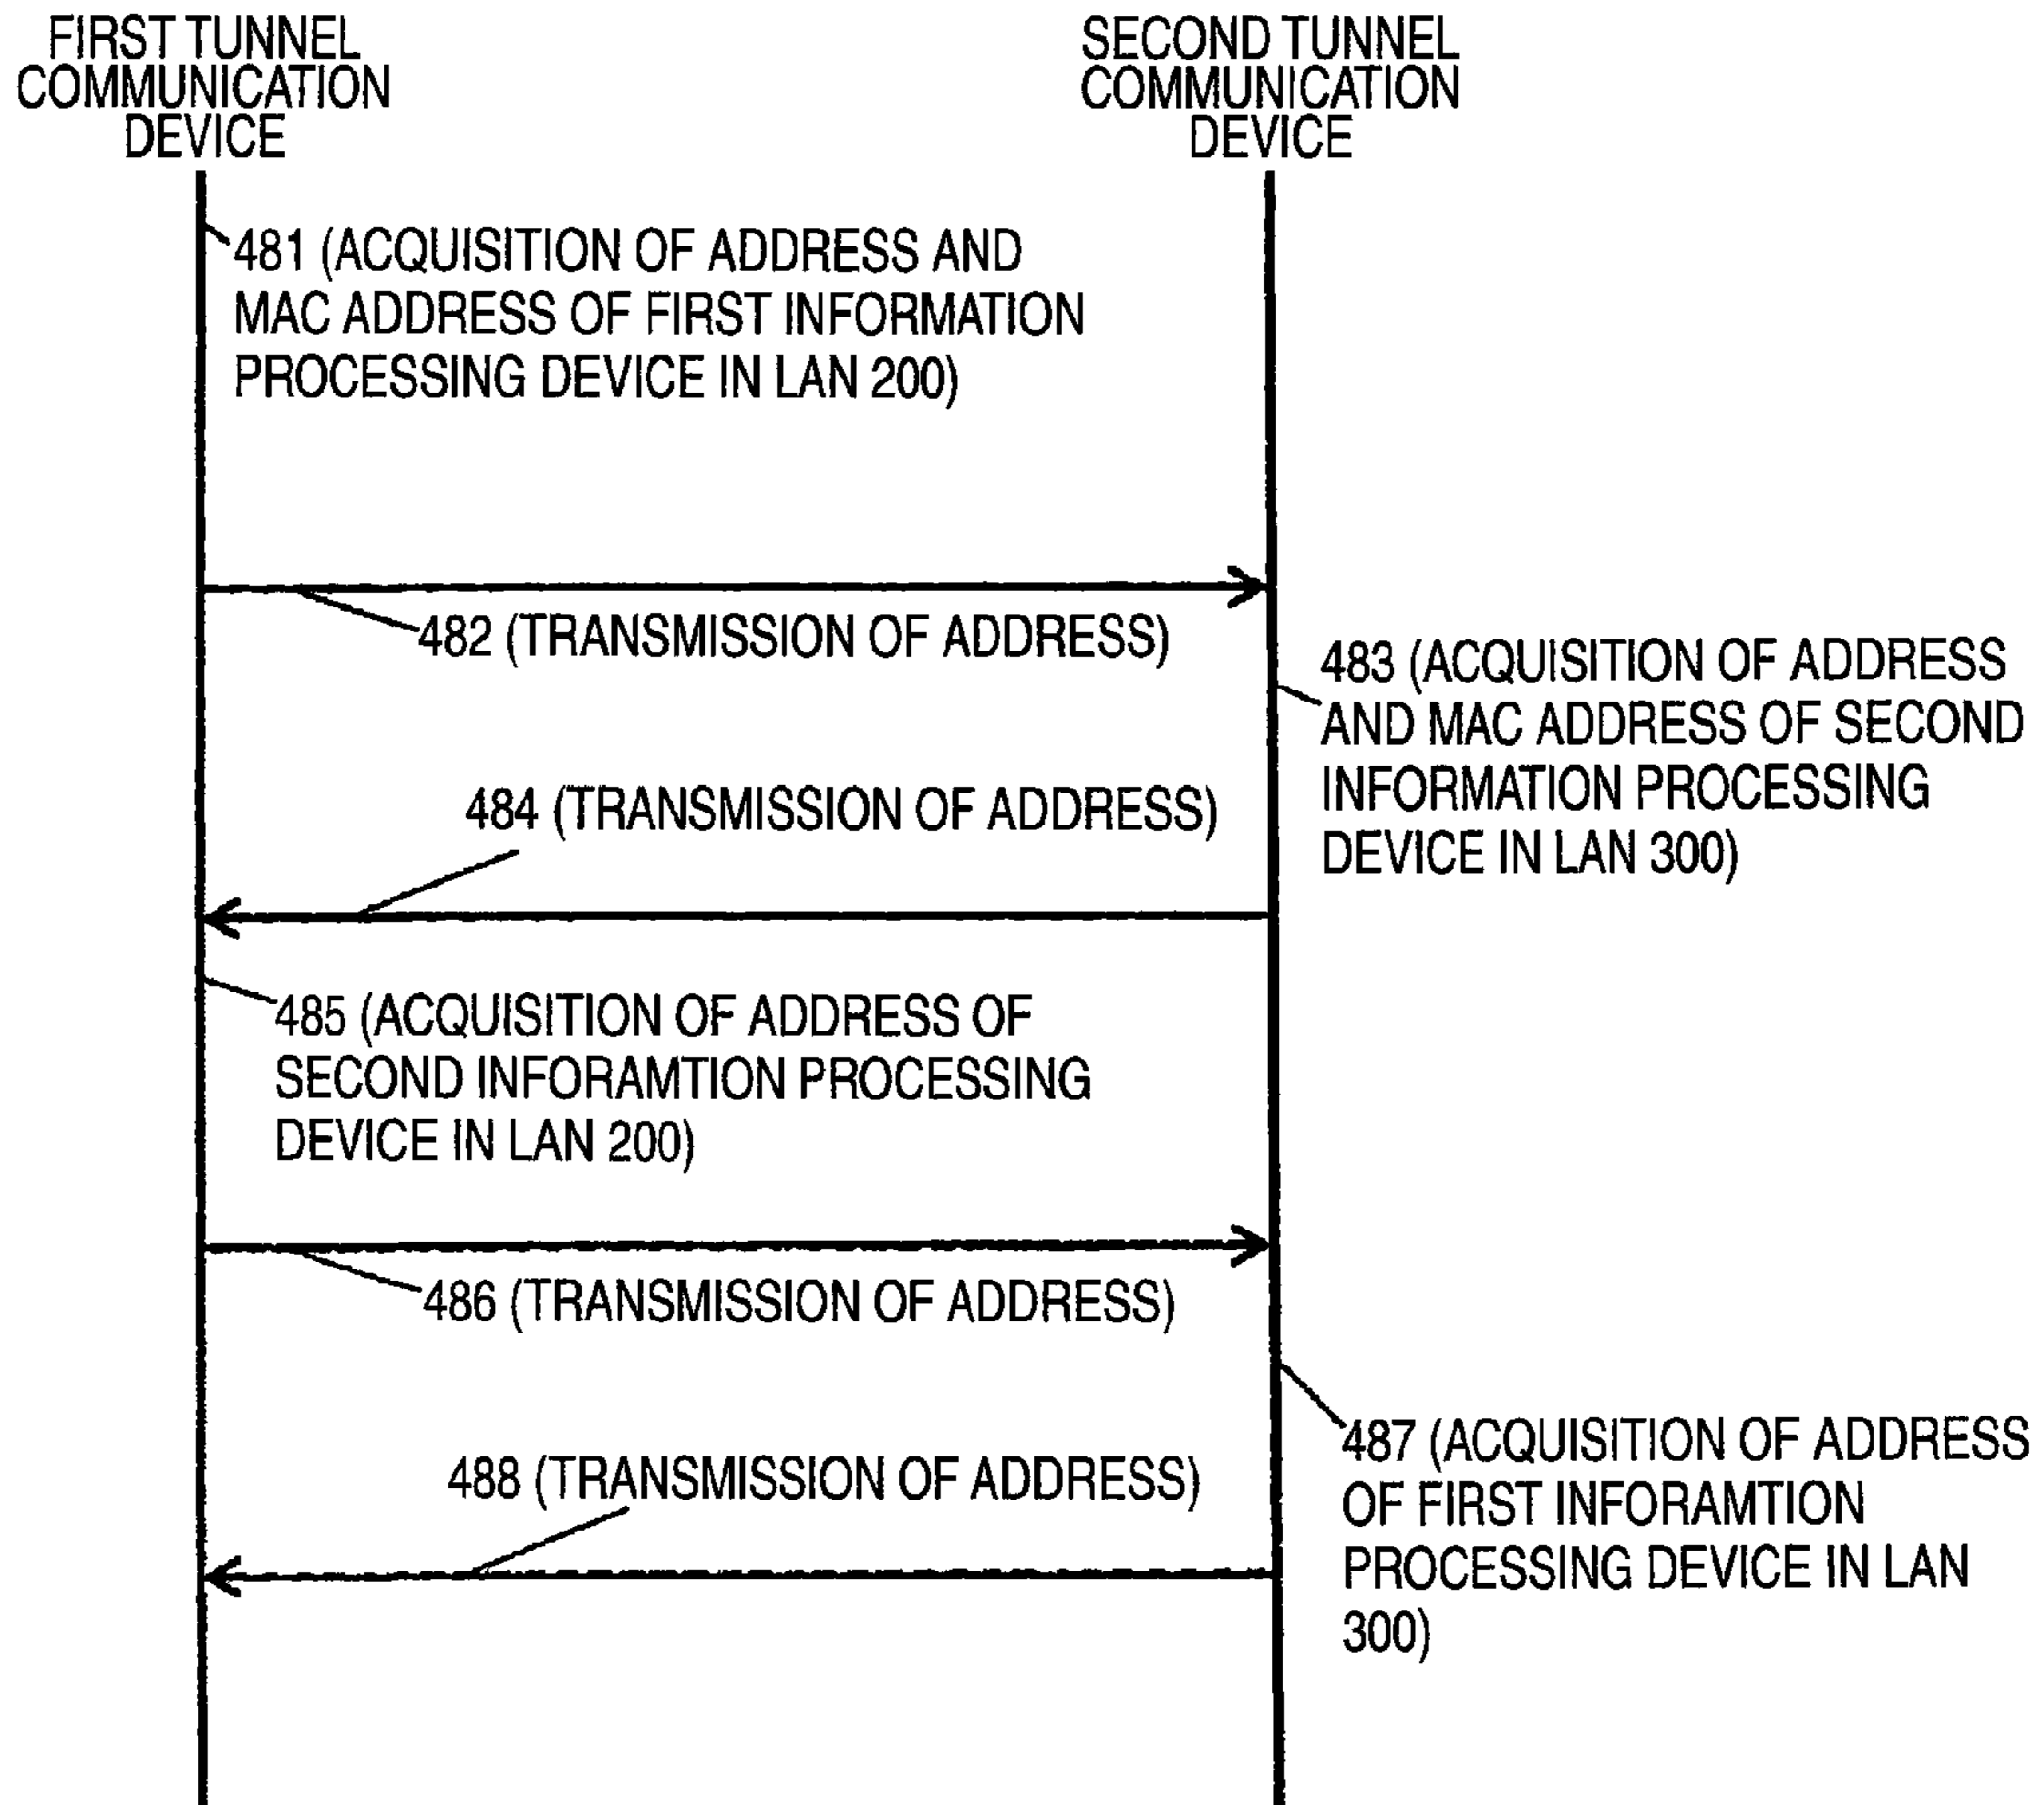 FIRST TUNNEL
COMMUNICATION
DEVICE
SECOND TUNNEL
COMMUNICATION
DEVICE
481 (ACQUISITION OF ADDRESS AND
MAC ADDRESS OF FIRST INFORMATION
PROCESSING DEVICE IN LAN 200)
482 (TRANSMISSION OF ADDRESS)
483 (ACQUISITION OF ADDRESS
AND MAC ADDRESS OF SECOND
INFORMATION PROCESSING
DEVICE IN LAN 300)
484 (TRANSMISSION OF ADDRESS)
485 (ACQUISITION OF ADDRESS OF
SECOND INFORAMTION PROCESSING
DEVICE IN LAN 200)
486 (TRANSMISSION OF ADDRESS)
487 (ACQUISITION OF ADDRESS
OF FIRST INFORAMTION
PROCESSING DEVICE IN LAN
300)
488 (TRANSMISSION OF ADDRESS)